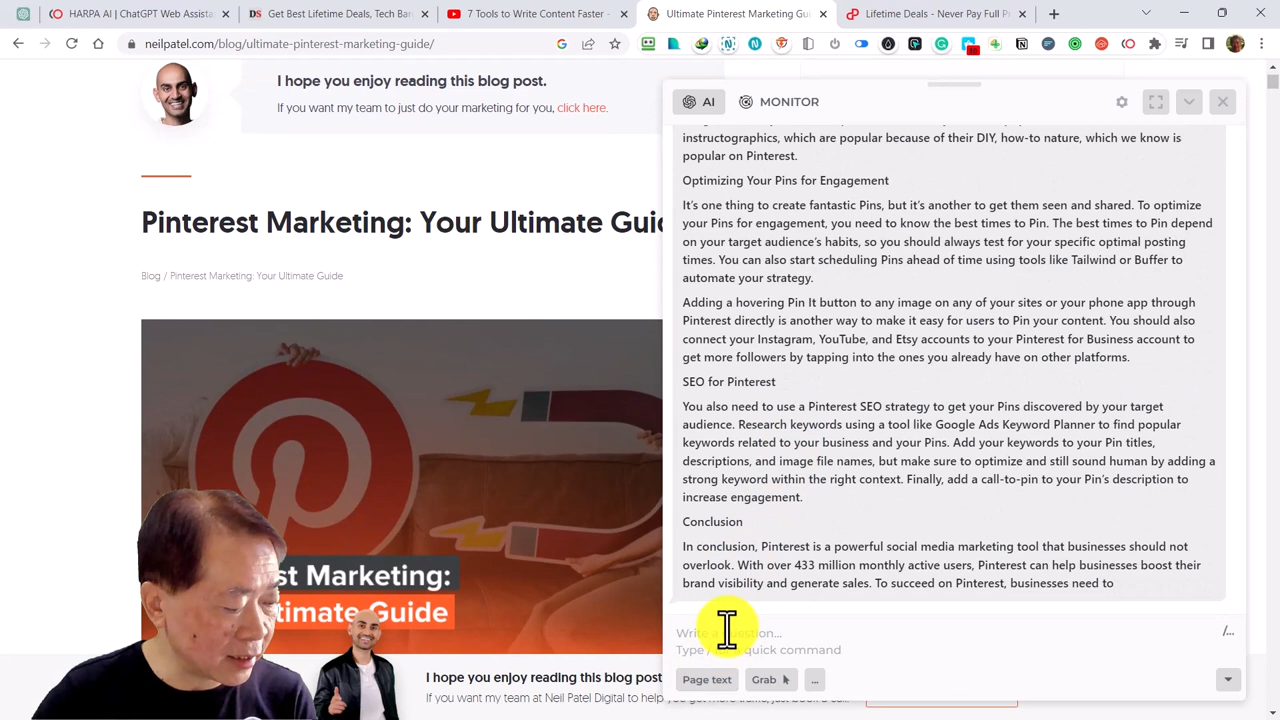 HARPA AI | ChatGPT Web Assista
Get Best Lifetime Deals, Tech Bar
7 Tools to Write Content Faster -
Ultimate Pinterest Marketing Gu
Lifetime Deals - Never Pay Full P
neilpatel.com/blog/ultimate-pinterest-marketing-guide/
I hope you enjoy reading this blog post.
If you want my team to just do your marketing for you, click here.
Pinterest Marketing: Your Ultimate Guid
Blog / Pinterest Marketing: Your Ultimate Guide
st Marketing:
timate Guide
I hope you enjoy reading this blog post
If you want my team at Neil Patel Digital to help
AI
MONITOR
instructographics, which are popular because of their DIY, how-to nature, which we know is
popular on Pinterest.
Optimizing Your Pins for Engagement
It's one thing to create fantastic Pins, but it's another to get them seen and shared. To optimize
your Pins for engagement, you need to know the best times to Pin. The best times to Pin depend
on your target audience's habits, so you should always test for your specific optimal posting
times. You can also start scheduling Pins ahead of time using tools like Tailwind or Buffer to
automate your strategy.
Adding a hovering Pin It button to any image on any of your sites or your phone app through
Pinterest directly is another way to make it easy for users to Pin your content. You should also
connect your Instagram, YouTube, and Etsy accounts to your Pinterest for Business account to
get more followers by tapping into the ones you already have on other platforms.
SEO for Pinterest
You also need to use a Pinterest SEO strategy to get your Pins discovered by your target
audience. Research keywords using a tool like Google Ads Keyword Planner to find popular
keywords related to your business and your Pins. Add your keywords to your Pin titles,
descriptions, and image file names, but make sure to optimize and still sound human by adding a
strong keyword within the right context. Finally, add a call-to-pin to your Pin's description to
increase engagement.
Conclusion
In conclusion, Pinterest is a powerful social media marketing tool that businesses should not
overlook. With over 433 million monthly active users, Pinterest can help businesses boost their
brand visibility and generate sales. To succeed on Pinterest, businesses need to
Write a question...
Type / quick command
/...
Page text
Grab
...